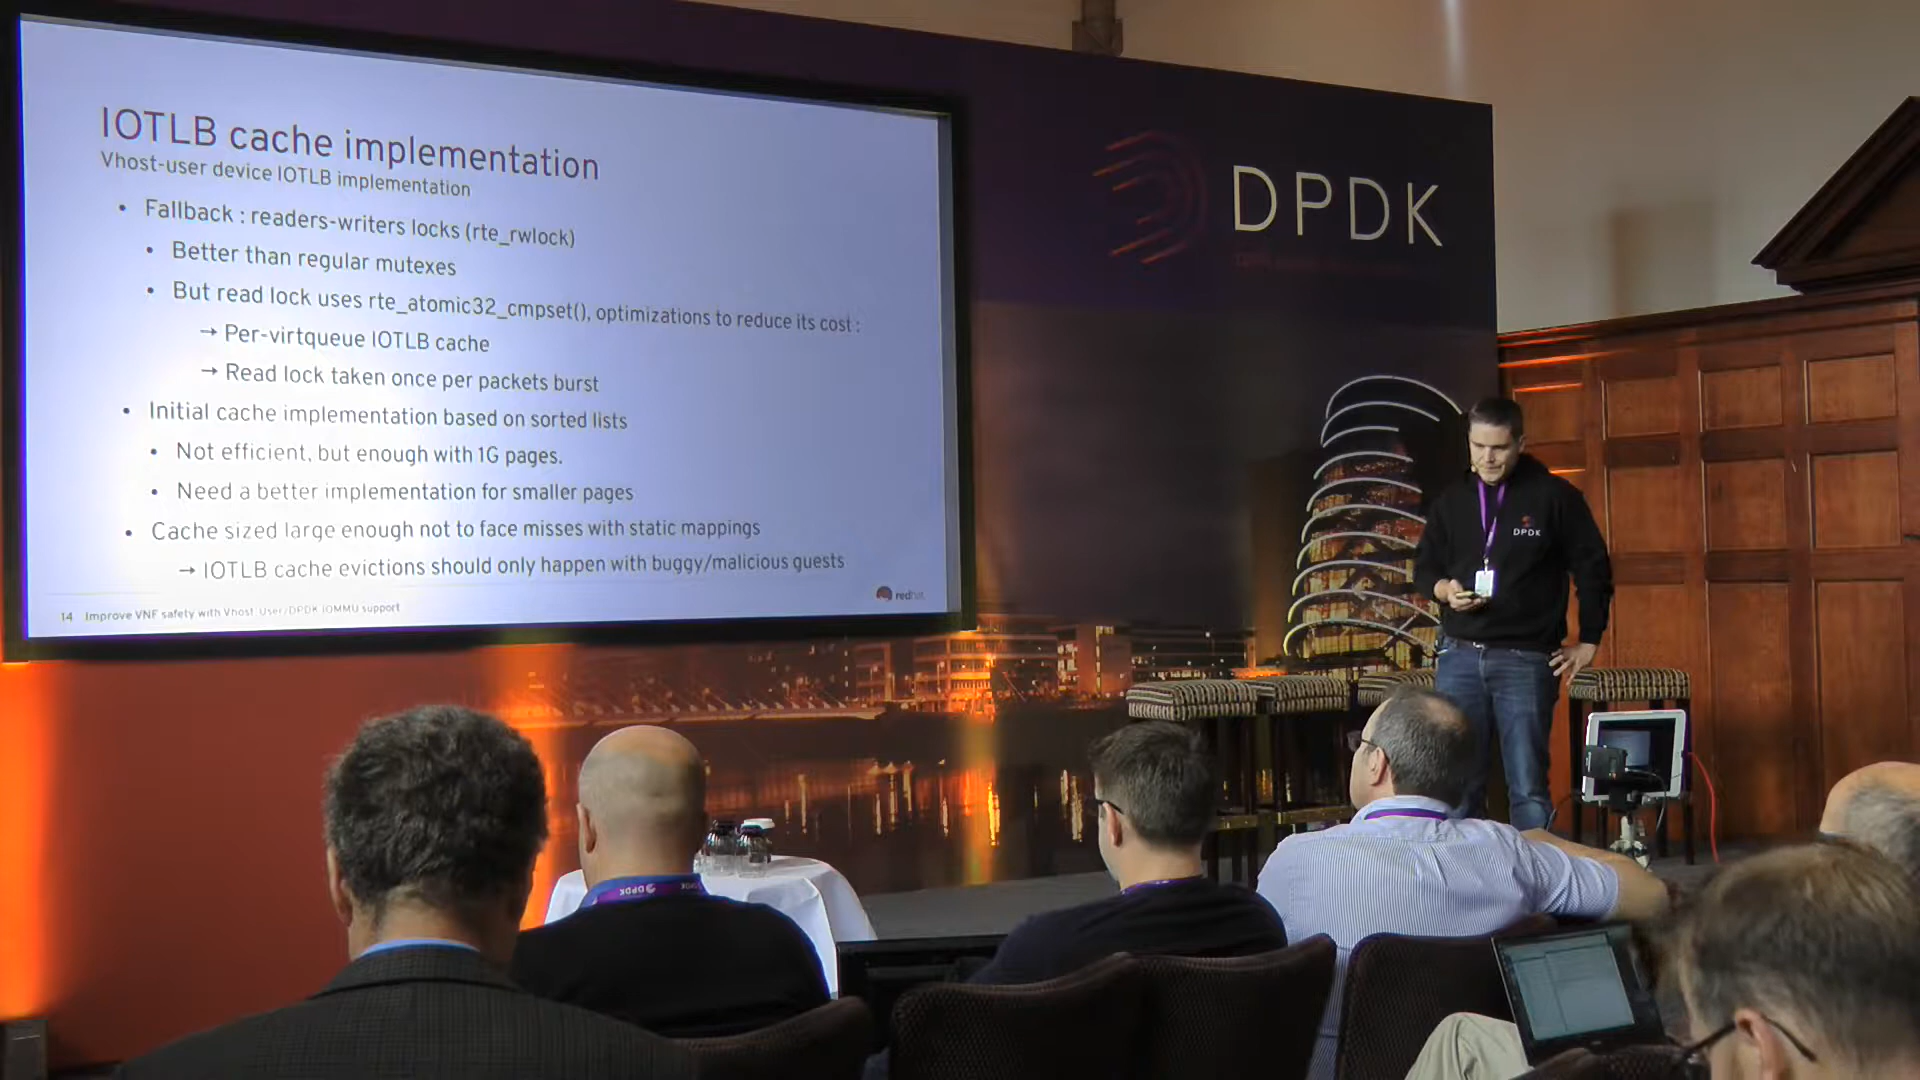 IOTLB cache implementation
Vhost-user device IOTLB implementation
• Fallback : readers-writers locks (rte_rwlock)
• Better than regular mutexes
• But read lock uses rte_atomic32_cmpset(), optimizations to reduce its cost :
→ Per-virtqueue IOTLB cache
→ Read lock taken once per packets burst
• Initial cache implementation based on sorted lists
• Not efficient, but enough with 1G pages.
• Need a better implementation for smaller pages
• Cache sized large enough not to face misses with static mappings
→ IOTLB cache evictions should only happen with buggy/malicious guests
14 Improve VNF safety with Vhost-User/DPDK IOMMU support
redhat
DPDK
DPDK
DPDK